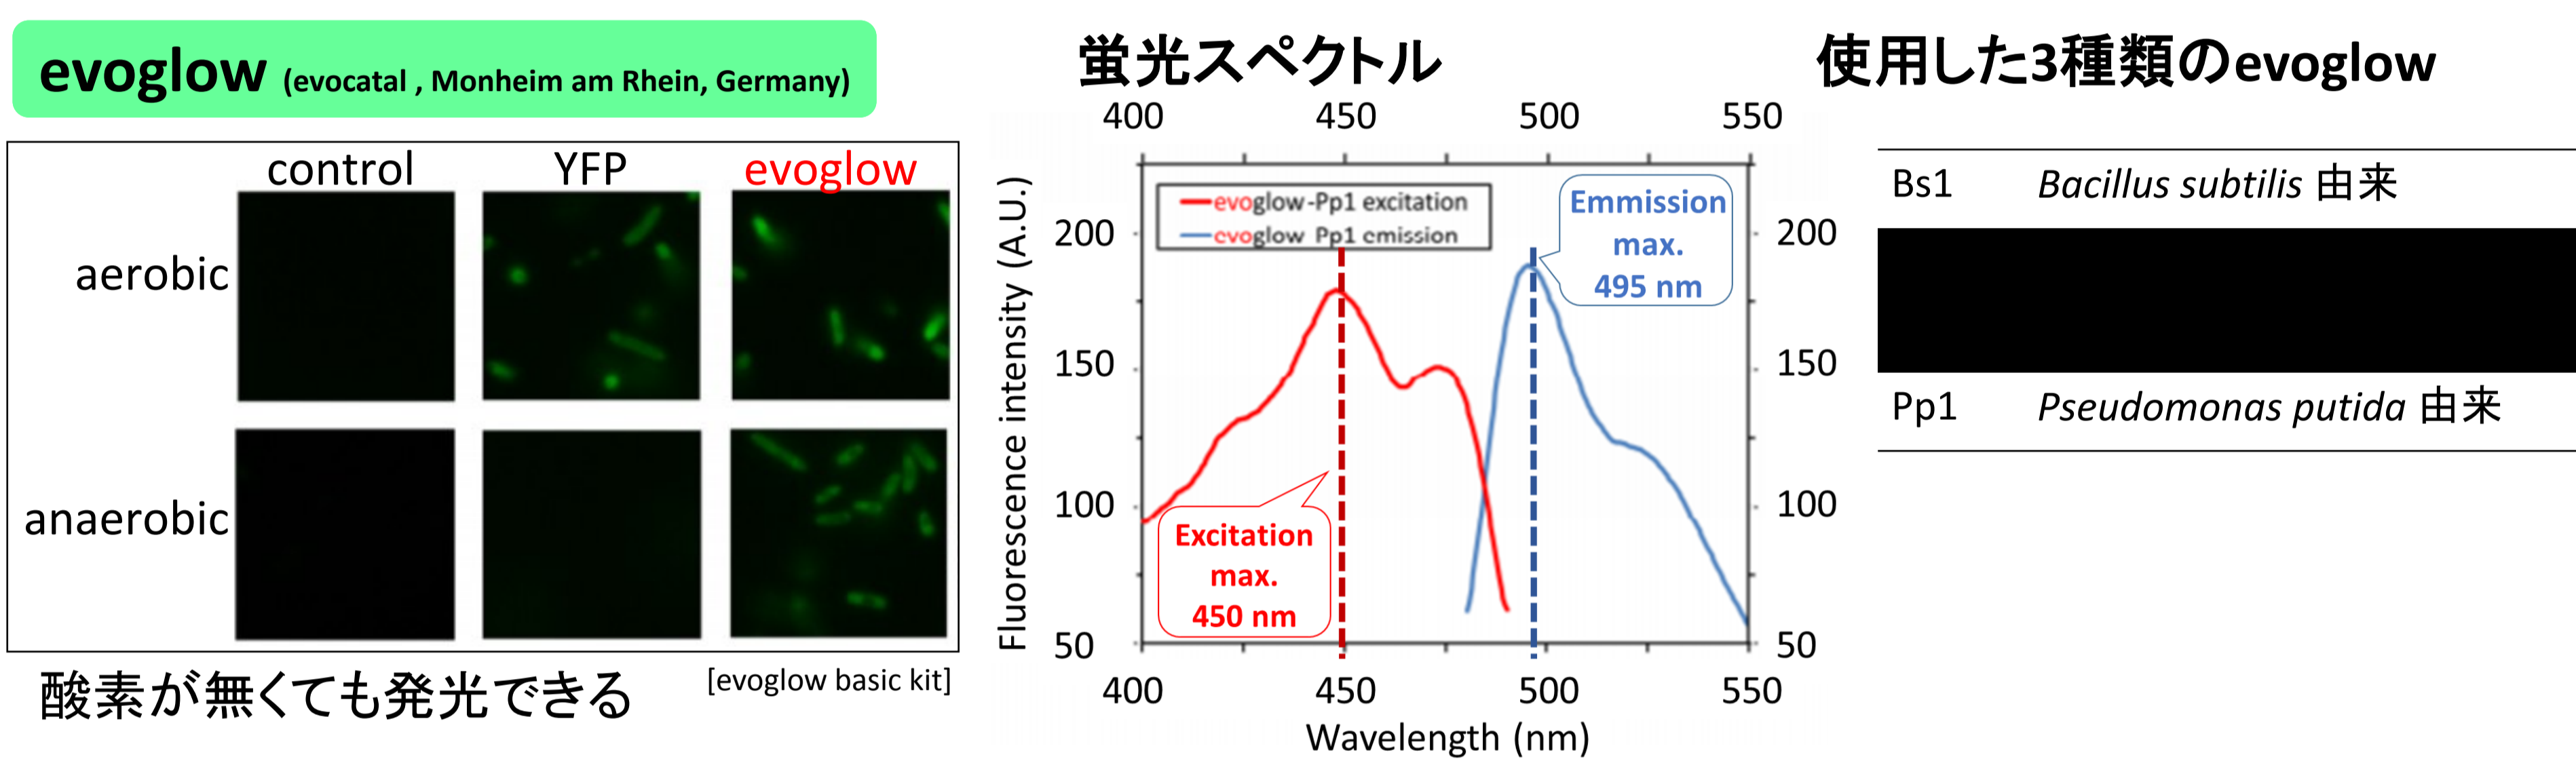 evoglow (evocatal , Monheim am Rhein, Germany)
control YFP evoglow
aerobic
anaerobic
酸素が無くても発光できる
[evoglow basic kit]
蛍光スペクトル
400 450 500 550
evoglow-Pp1 excitation
evoglow Pp1 emission
Emmission
max.
495 nm
Excitation
max.
450 nm
Fluorescence intensity (A.U.)
200
150
100
50
200
150
100
50
400 450 500 550
Wavelength (nm)
使用した3種類のevoglow
Bs1 Bacillus subtilis 由来
Pp1 Pseudomonas putida 由来